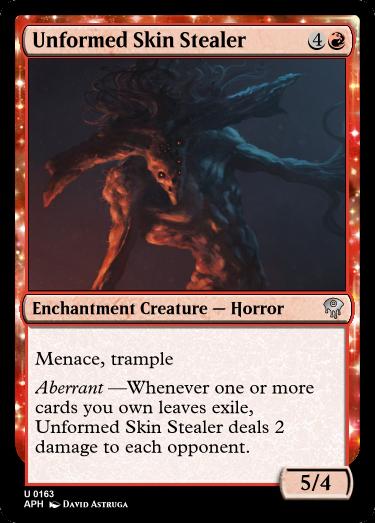 Unformed Skin Stealer 4
Enchantment Creature — Horror
Menace, trample
Aberrant —Whenever one or more
cards you own leaves exile,
Unformed Skin Stealer deals 2
damage to each opponent.
5/4
U 0163
APH DAVID ASTRUGA